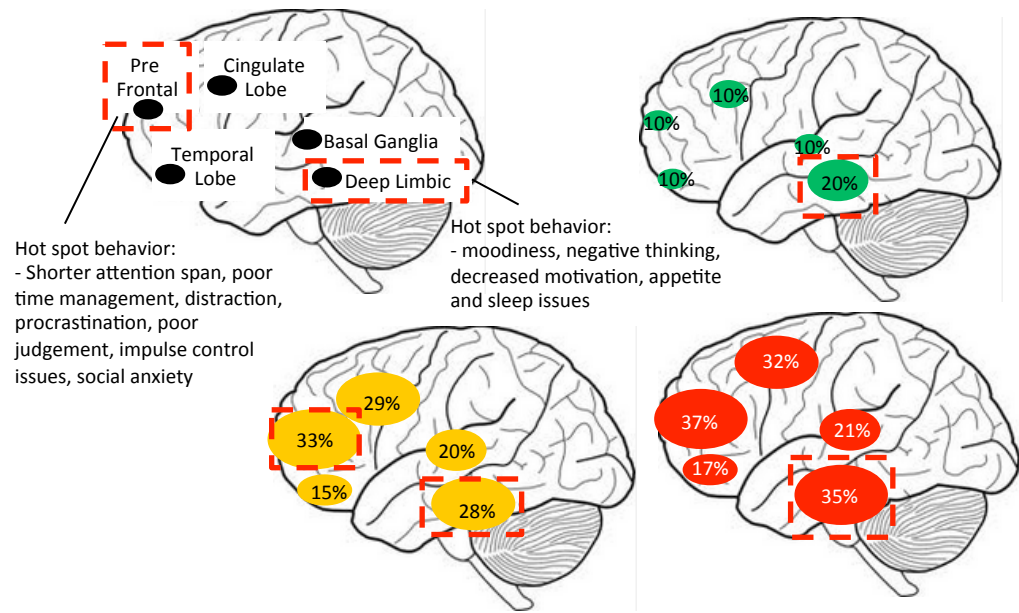 Pre
Frontal
Cingulate
Lobe
Temporal
Lobe
Basal Ganglia
Deep Limbic
Hot spot behavior:
- Shorter attention span, poor
time management, distraction,
procrastination, poor
judgement, impulse control
issues, social anxiety
Hot spot behavior:
- moodiness, negative thinking,
decreased motivation, appetite
and sleep issues
10%
10%
10%
10%
20%
29%
33%
20%
15%
28%
32%
37%
21%
17%
35%